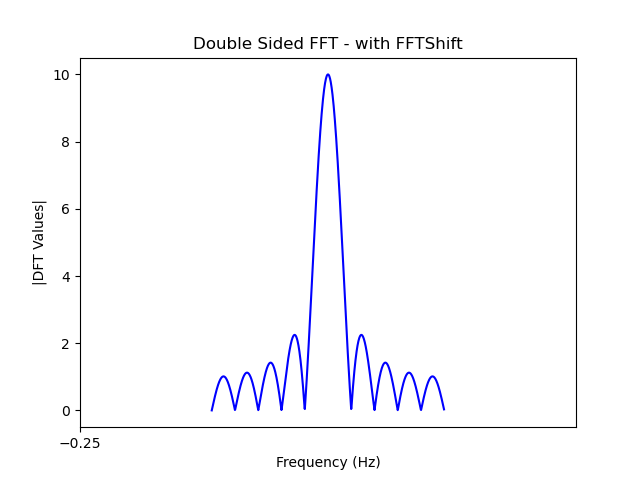 Double Sided FFT - with FFTShift
10
8
6
4
2
0
|DFT Values|
−0.25
Frequency (Hz)